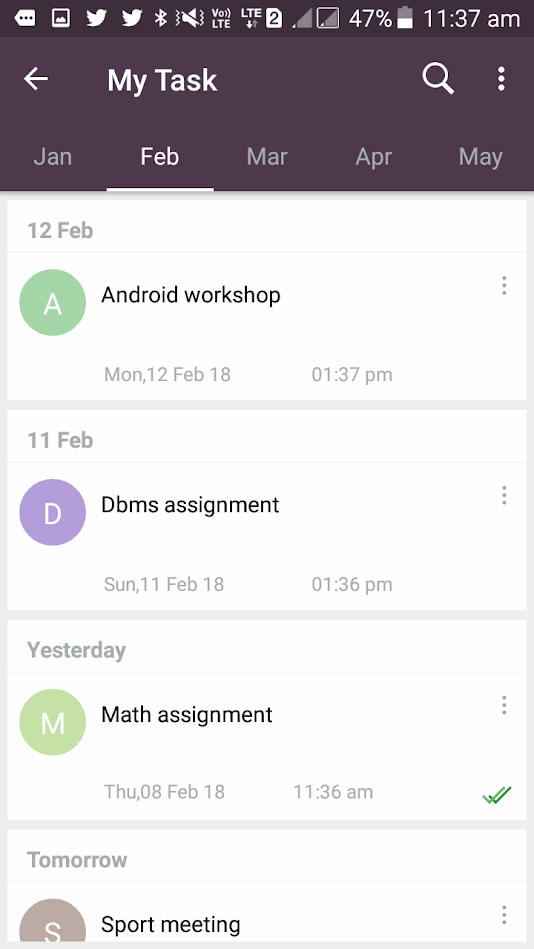 Vo))
LTE
LTE
2
47%
11:37 am
My Task
Jan
Feb
Mar
Apr
May
12 Feb
A
Android workshop
Mon,12 Feb 18
01:37 pm
11 Feb
D
Dbms assignment
Sun,11 Feb 18
01:36 pm
Yesterday
M
Math assignment
Thu,08 Feb 18
11:36 am
Tomorrow
S
Sport meeting